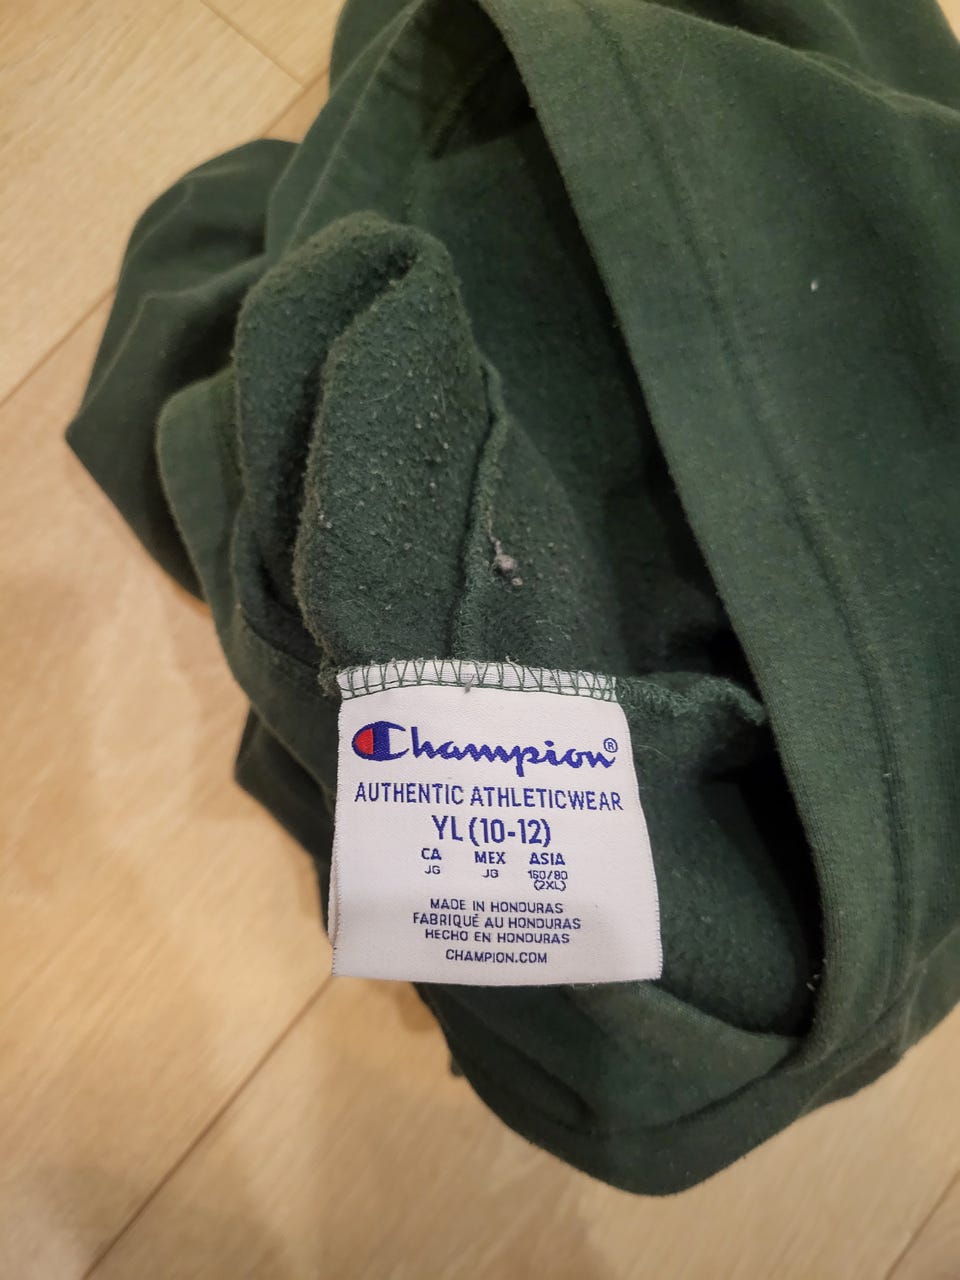 Champion®
AUTHENTIC ATHLETICWEAR
YL (10-12)
CA MEX ASIA
JG JG 160/80
(2XL)
MADE IN HONDURAS
FABRIQUÉ AU HONDURAS
HECHO EN HONDURAS
CHAMPION.COM